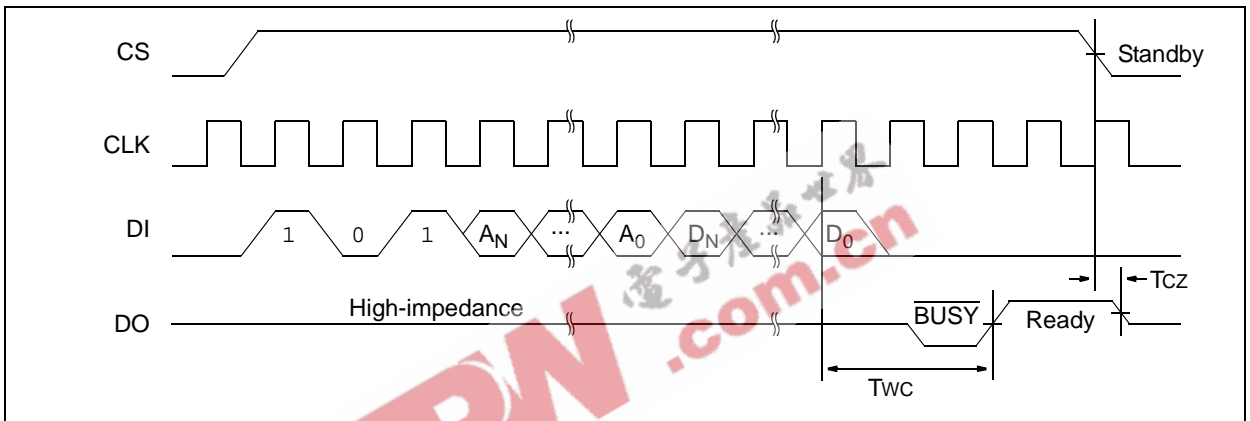 CS
Standby
CLK
DI
1 0 1 AN ... A0 DN ... D0
TCZ
High-impedance
DO
BUSY
Ready
TWC
.com.cn